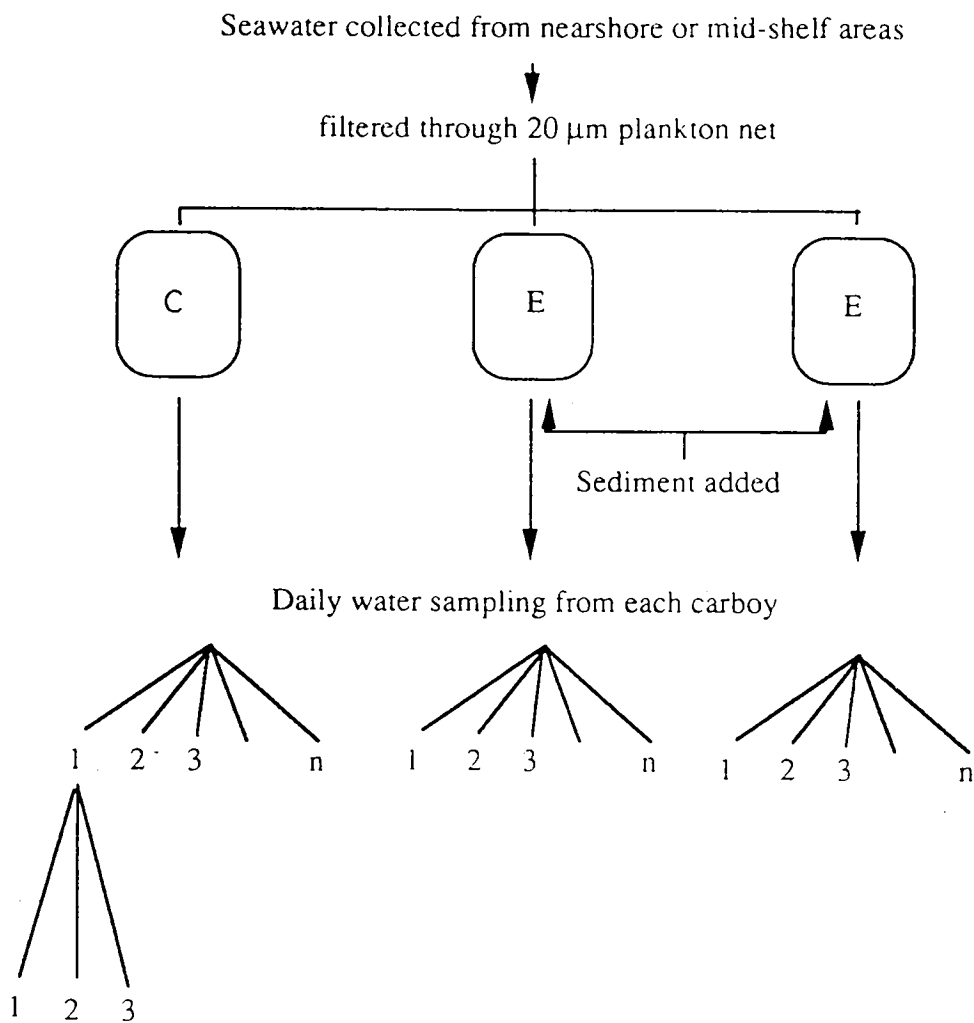 Seawater collected from nearshore or mid-shelf areas
filtered through 20 µm plankton net
C E E
Sediment added
Daily water sampling from each carboy
1 2 3 n 1 2 3 n 1 2 3 n
1 2 3